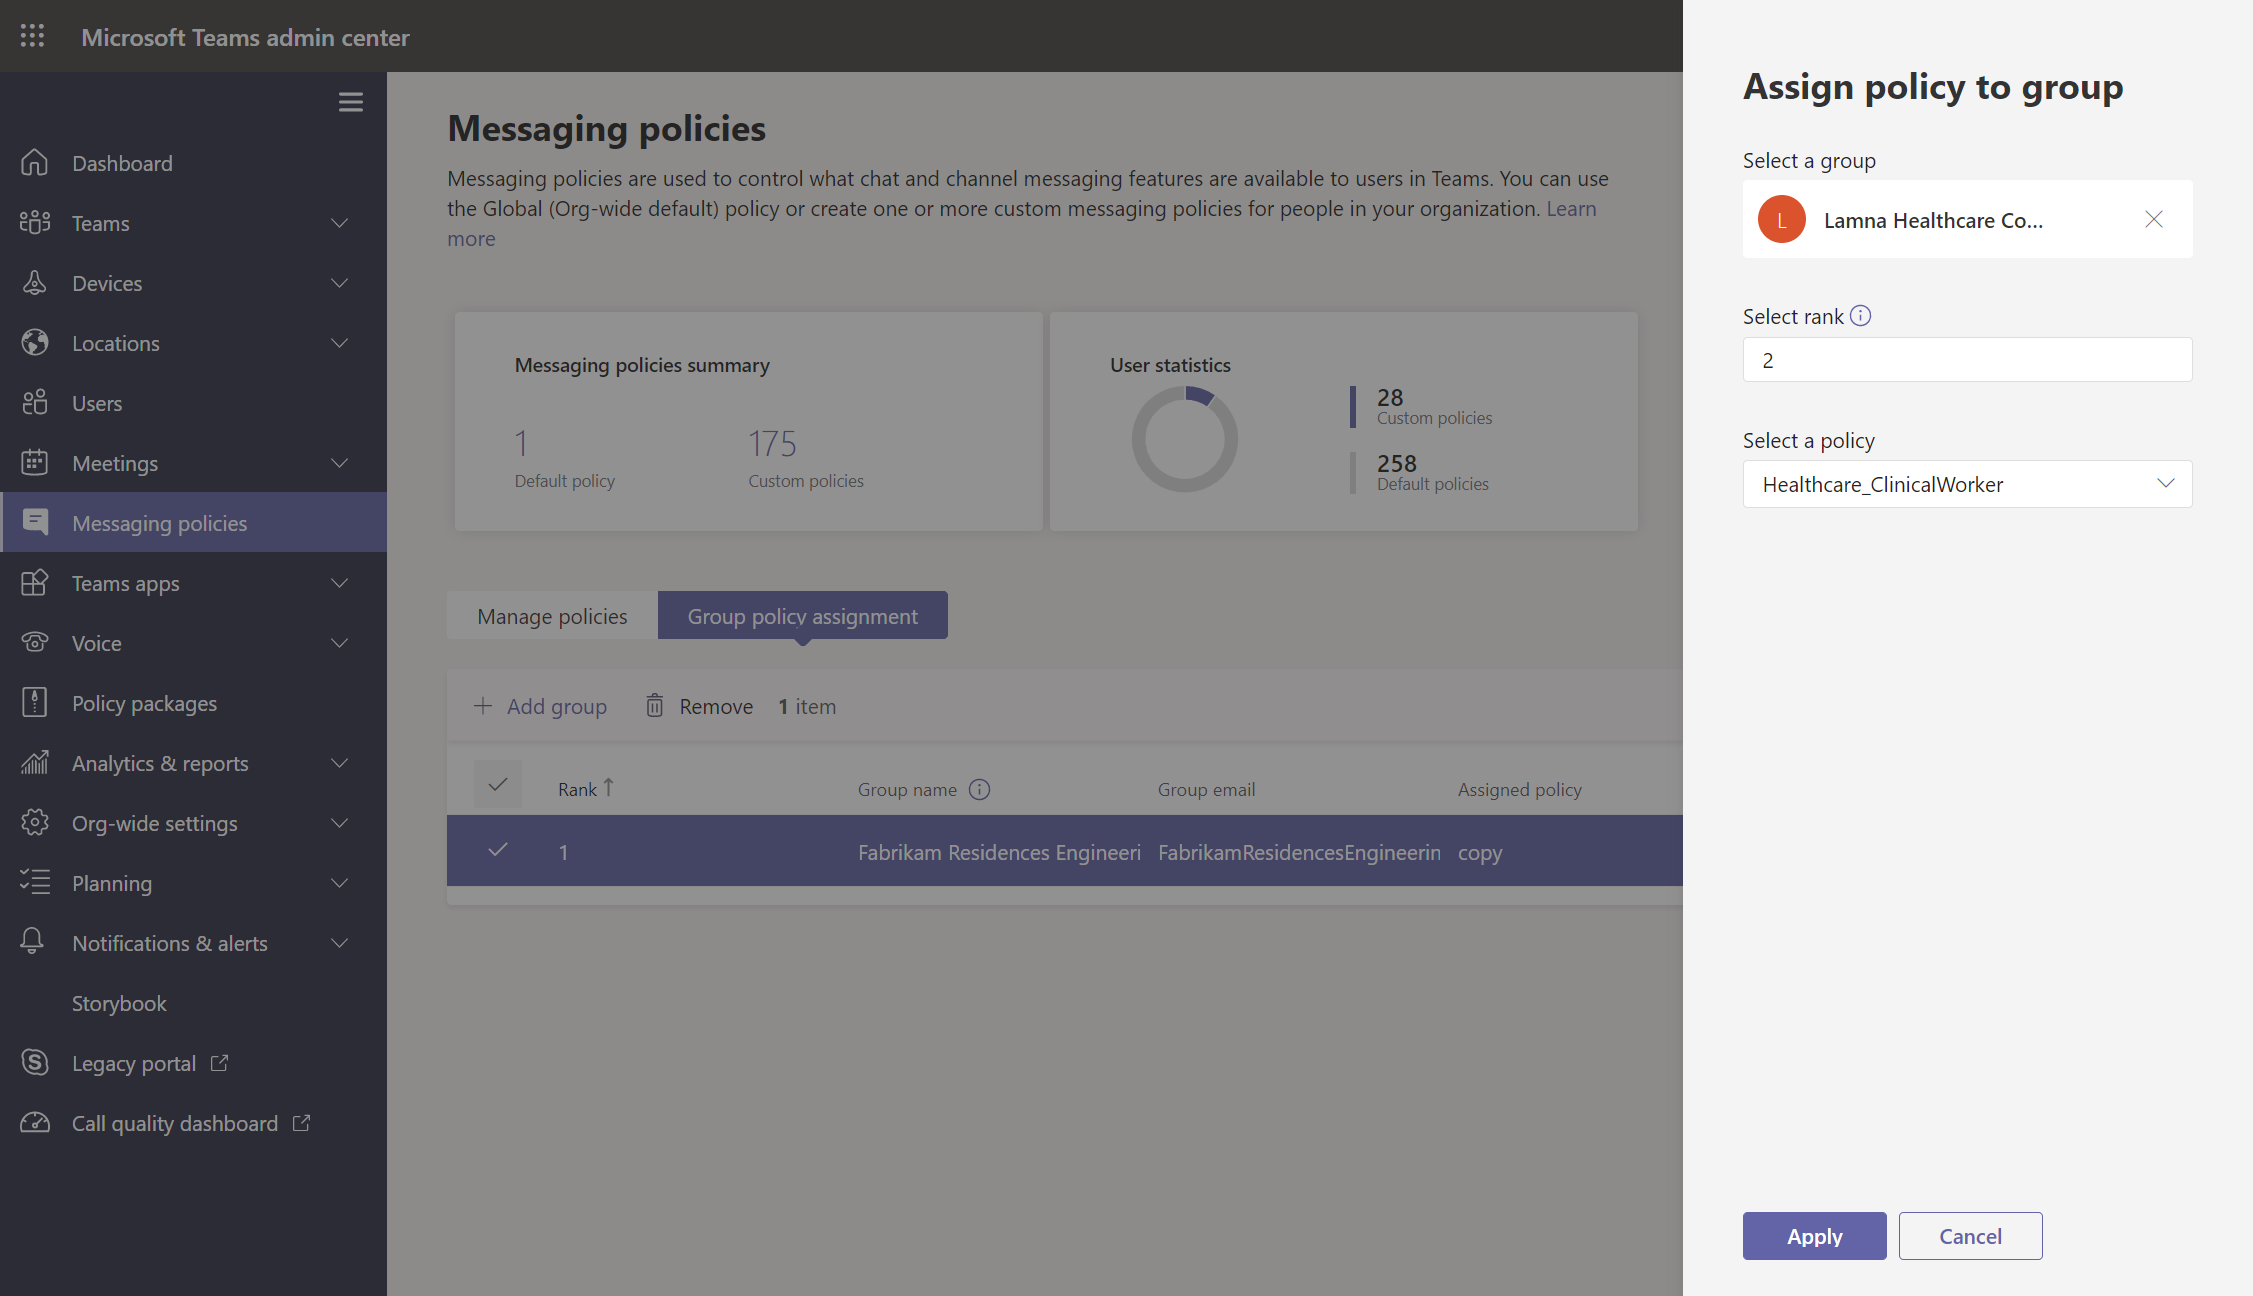 Microsoft Teams admin center
Dashboard
Teams
Devices
Locations
Users
Meetings
Messaging policies
Teams apps
Voice
Policy packages
Analytics & reports
Org-wide settings
Planning
Notifications & alerts
Storybook
Legacy portal
Call quality dashboard
Messaging policies
Messaging policies are used to control what chat and channel messaging features are available to users in Teams. You can use
the Global (Org-wide default) policy or create one or more custom messaging policies for people in your organization. Learn
more
Messaging policies summary
1
Default policy
175
Custom policies
User statistics
28
Custom policies
258
Default policies
Manage policies
Group policy assignment
Add group
Remove
1 item
Rank
Group name
Group email
Assigned policy
1
Fabrikam Residences Engineeri
FabrikamResidencesEngineerin
copy
Assign policy to group
Select a group
L
Lamna Healthcare Co...
Select rank
2
Select a policy
Healthcare_ClinicalWorker
Apply
Cancel